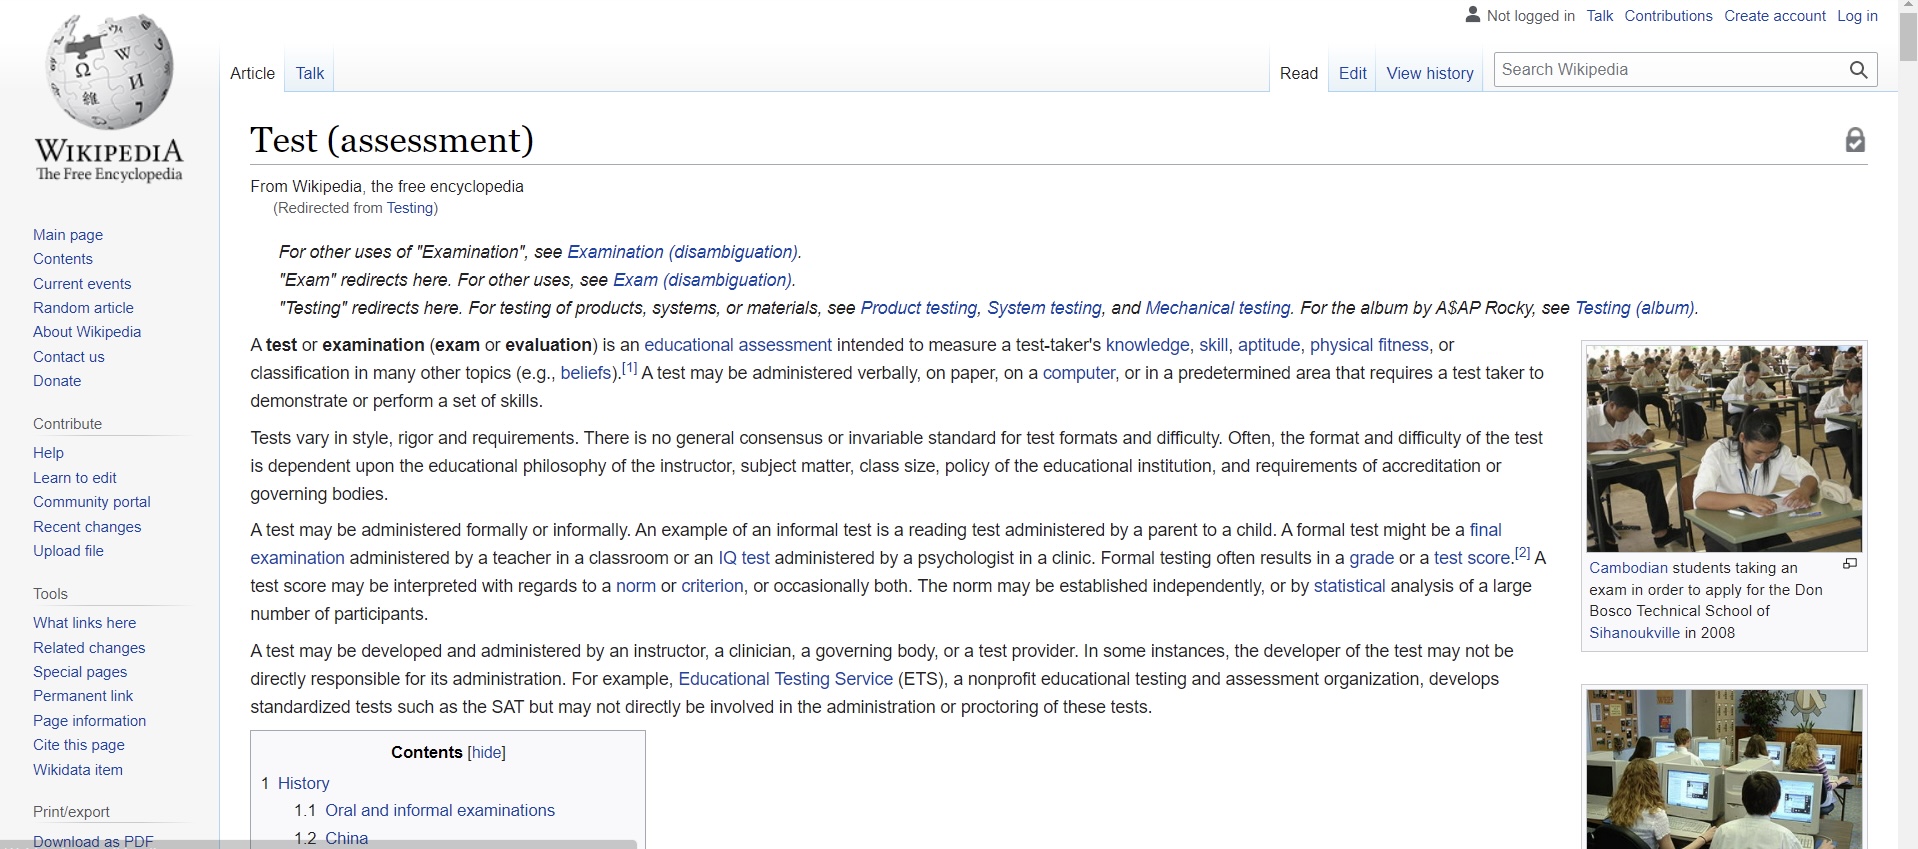 Not logged in Talk Contributions Create account Log in
Article Talk Read Edit View history Search Wikipedia
WIKIPEDIA
The Free Encyclopedia
Main page
Contents
Current events
Random article
About Wikipedia
Contact us
Donate
Contribute
Help
Learn to edit
Community portal
Recent changes
Upload file
Tools
What links here
Related changes
Special pages
Permanent link
Page information
Cite this page
Wikidata item
Print/export
Download as PDF
Test (assessment)
From Wikipedia, the free encyclopedia
(Redirected from Testing)
For other uses of "Examination", see Examination (disambiguation).
"Exam" redirects here. For other uses, see Exam (disambiguation).
"Testing" redirects here. For testing of products, systems, or materials, see Product testing, System testing, and Mechanical testing. For the album by A$AP Rocky, see Testing (album).
A test or examination (exam or evaluation) is an educational assessment intended to measure a test-taker's knowledge, skill, aptitude, physical fitness, or
classification in many other topics (e.g., beliefs).[1] A test may be administered verbally, on paper, on a computer, or in a predetermined area that requires a test taker to
demonstrate or perform a set of skills.
Tests vary in style, rigor and requirements. There is no general consensus or invariable standard for test formats and difficulty. Often, the format and difficulty of the test
is dependent upon the educational philosophy of the instructor, subject matter, class size, policy of the educational institution, and requirements of accreditation or
governing bodies.
A test may be administered formally or informally. An example of an informal test is a reading test administered by a parent to a child. A formal test might be a final
examination administered by a teacher in a classroom or an IQ test administered by a psychologist in a clinic. Formal testing often results in a grade or a test score.[2] A
test score may be interpreted with regards to a norm or criterion, or occasionally both. The norm may be established independently, or by statistical analysis of a large
number of participants.
A test may be developed and administered by an instructor, a clinician, a governing body, or a test provider. In some instances, the developer of the test may not be
directly responsible for its administration. For example, Educational Testing Service (ETS), a nonprofit educational testing and assessment organization, develops
standardized tests such as the SAT but may not directly be involved in the administration or proctoring of these tests.
Contents [hide]
1 History
1.1 Oral and informal examinations
1.2 China
Cambodian students taking an
exam in order to apply for the Don
Bosco Technical School of
Sihanoukville in 2008